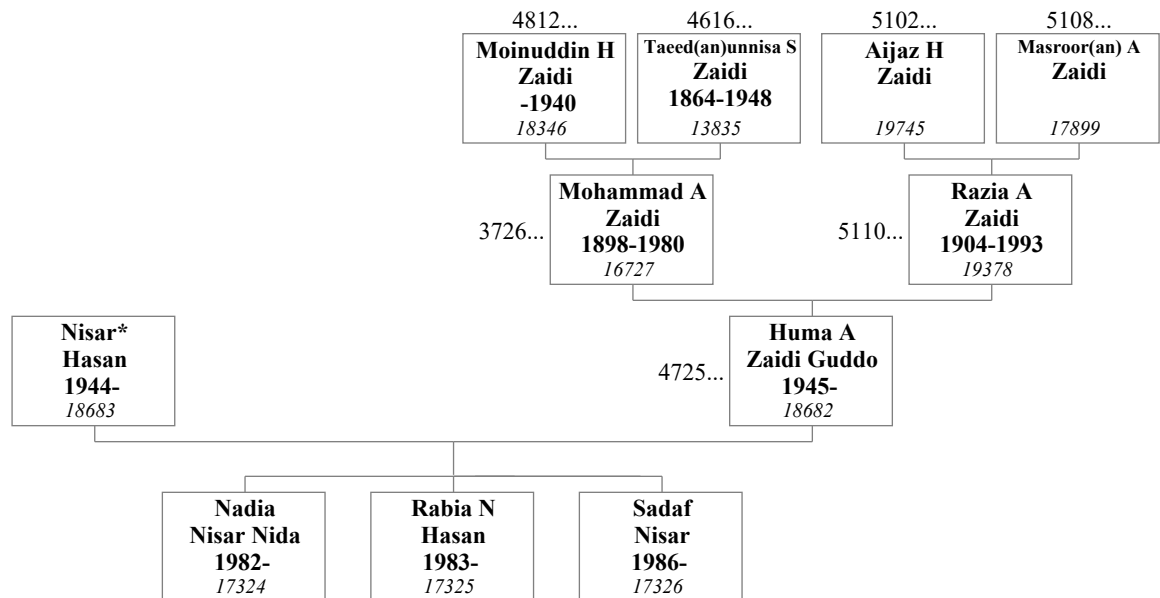 4812...
Moinuddin H
Zaidi
-1940
18346
4616...
Taeed(an)unnisa S
Zaidi
1864-1948
13835
5102...
Aijaz H
Zaidi
19745
5108...
Masroor(an) A
Zaidi
17899
3726...
Mohammad A
Zaidi
1898-1980
16727
5110...
Razia A
Zaidi
1904-1993
19378
Nisar*
Hasan
1944-
18683
4725...
Huma A
Zaidi Guddo
1945-
18682
Nadia
Nisar Nida
1982-
17324
Rabia N
Hasan
1983-
17325
Sadaf
Nisar
1986-
17326